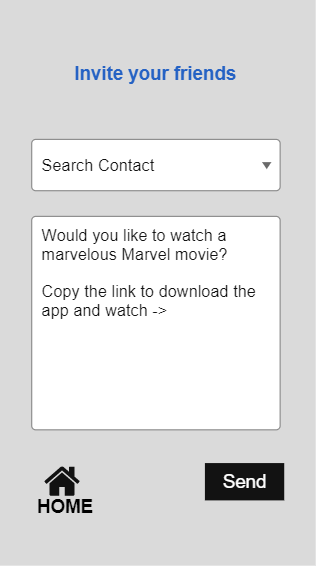 Invite your friends
Search Contact
Would you like to watch a
marvelous Marvel movie?
Copy the link to download the
app and watch ->
Send
HOME